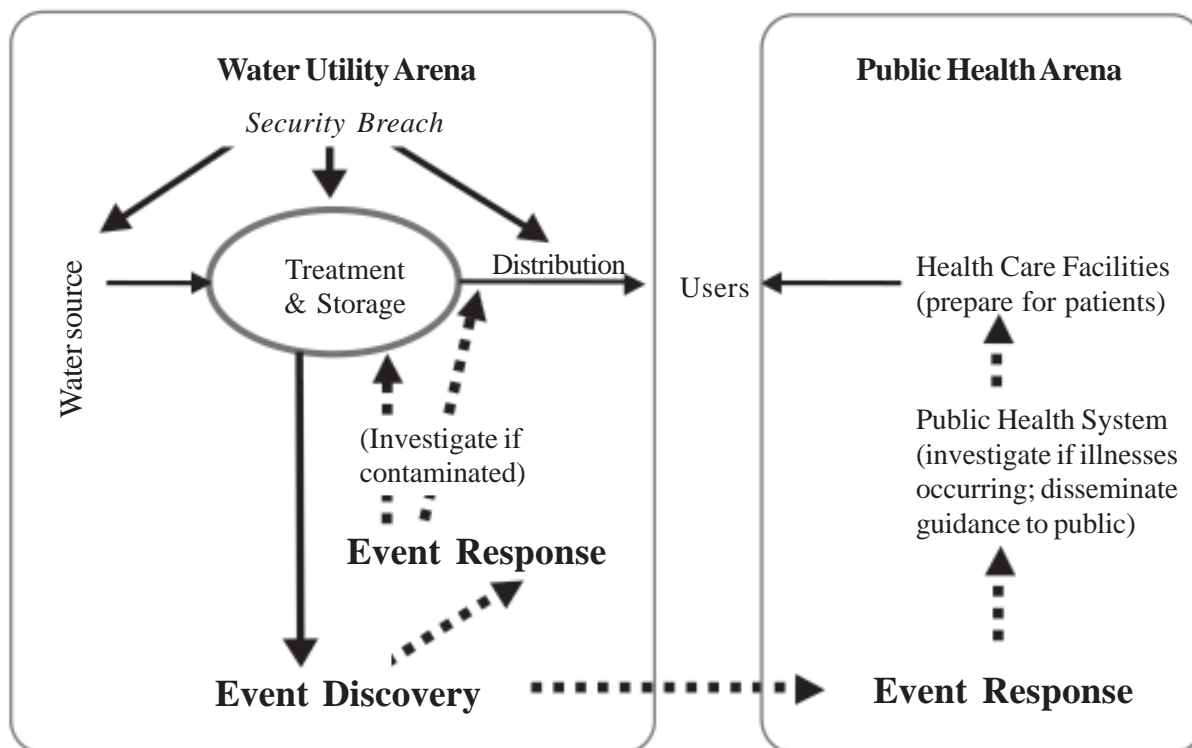 Water Utility Arena
Security Breach
Water source
Treatment
& Storage
Distribution
(Investigate if
contaminated)
Event Response
Event Discovery
Users
Public Health Arena
Health Care Facilities
(prepare for patients)
Public Health System
(investigate if illnesses
occurring; disseminate
guidance to public)
Event Response